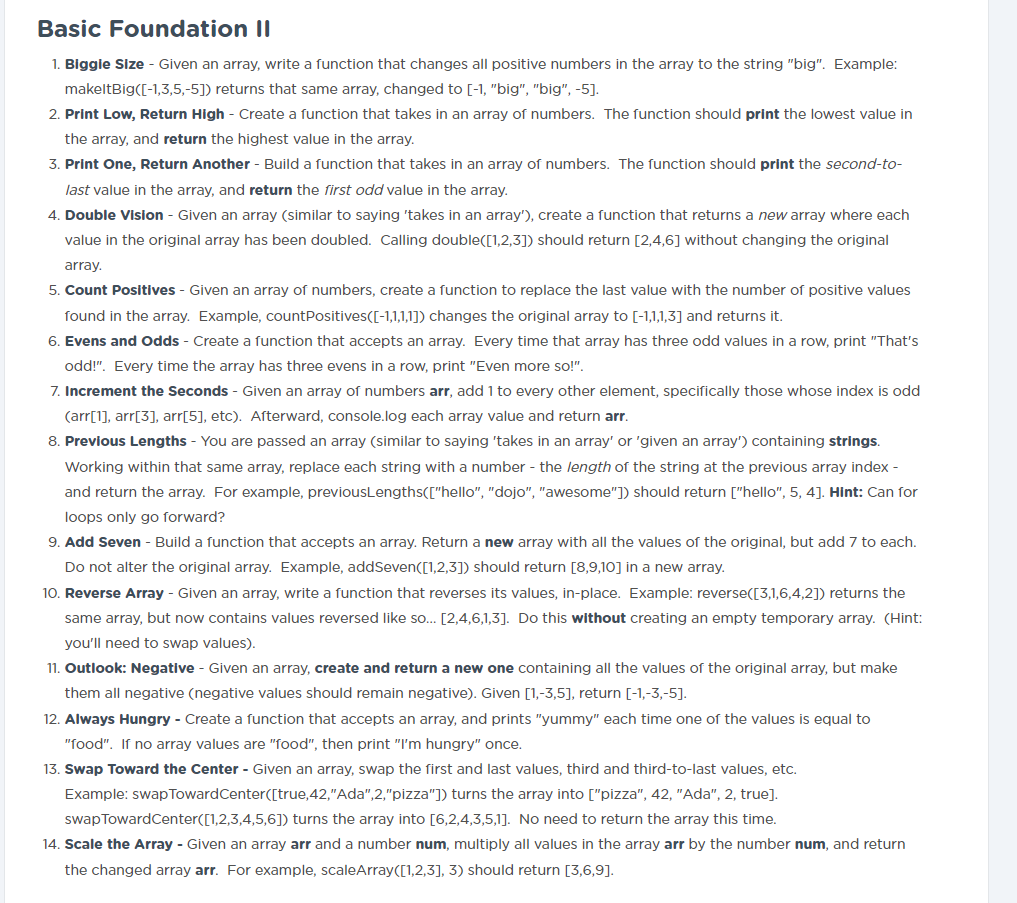 Basic Foundation II
1. Biggie Size - Given an array, write a function that changes all positive numbers in the array to the string "big".  Example:
makeItBig([-1,3,5,-5]) returns that same array, changed to [-1, "big", "big", -5].
2. Print Low, Return High - Create a function that takes in an array of numbers.  The function should print the lowest value in
the array, and return the highest value in the array.
3. Print One, Return Another - Build a function that takes in an array of numbers.  The function should print the second-to-
last value in the array, and return the first odd value in the array.
4. Double Vision - Given an array (similar to saying 'takes in an array'), create a function that returns a new array where each
value in the original array has been doubled.  Calling double([1,2,3]) should return [2,4,6] without changing the original
array.
5. Count Positives - Given an array of numbers, create a function to replace the last value with the number of positive values
found in the array.  Example, countPositives([-1,1,1,1]) changes the original array to [-1,1,1,3] and returns it.
6. Evens and Odds - Create a function that accepts an array.  Every time that array has three odd values in a row, print "That's
odd!".  Every time the array has three evens in a row, print "Even more so!".
7. Increment the Seconds - Given an array of numbers arr, add 1 to every other element, specifically those whose index is odd
(arr[1], arr[3], arr[5], etc).  Afterward, console.log each array value and return arr.
8. Previous Lengths - You are passed an array (similar to saying 'takes in an array' or 'given an array') containing strings.
Working within that same array, replace each string with a number - the length of the string at the previous array index -
and return the array.  For example, previousLengths(["hello", "dojo", "awesome"]) should return ["hello", 5, 4]. Hint: Can for
loops only go forward?
9. Add Seven - Build a function that accepts an array. Return a new array with all the values of the original, but add 7 to each.
Do not alter the original array.  Example, addSeven([1,2,3]) should return [8,9,10] in a new array.
10. Reverse Array - Given an array, write a function that reverses its values, in-place.  Example: reverse([3,1,6,4,2]) returns the
same array, but now contains values reversed like so... [2,4,6,1,3].  Do this without creating an empty temporary array.  (Hint:
you'll need to swap values).
11. Outlook: Negative - Given an array, create and return a new one containing all the values of the original array, but make
them all negative (negative values should remain negative). Given [1,-3,5], return [-1,-3,-5].
12. Always Hungry - Create a function that accepts an array, and prints "yummy" each time one of the values is equal to
"food".  If no array values are "food", then print "I'm hungry" once.
13. Swap Toward the Center - Given an array, swap the first and last values, third and third-to-last values, etc.
Example: swapTowardCenter([true,42,"Ada",2,"pizza"]) turns the array into ["pizza", 42, "Ada", 2, true].
swapTowardCenter([1,2,3,4,5,6]) turns the array into [6,2,4,3,5,1].  No need to return the array this time.
14. Scale the Array - Given an array arr and a number num, multiply all values in the array arr by the number num, and return
the changed array arr.  For example, scaleArray([1,2,3], 3) should return [3,6,9].